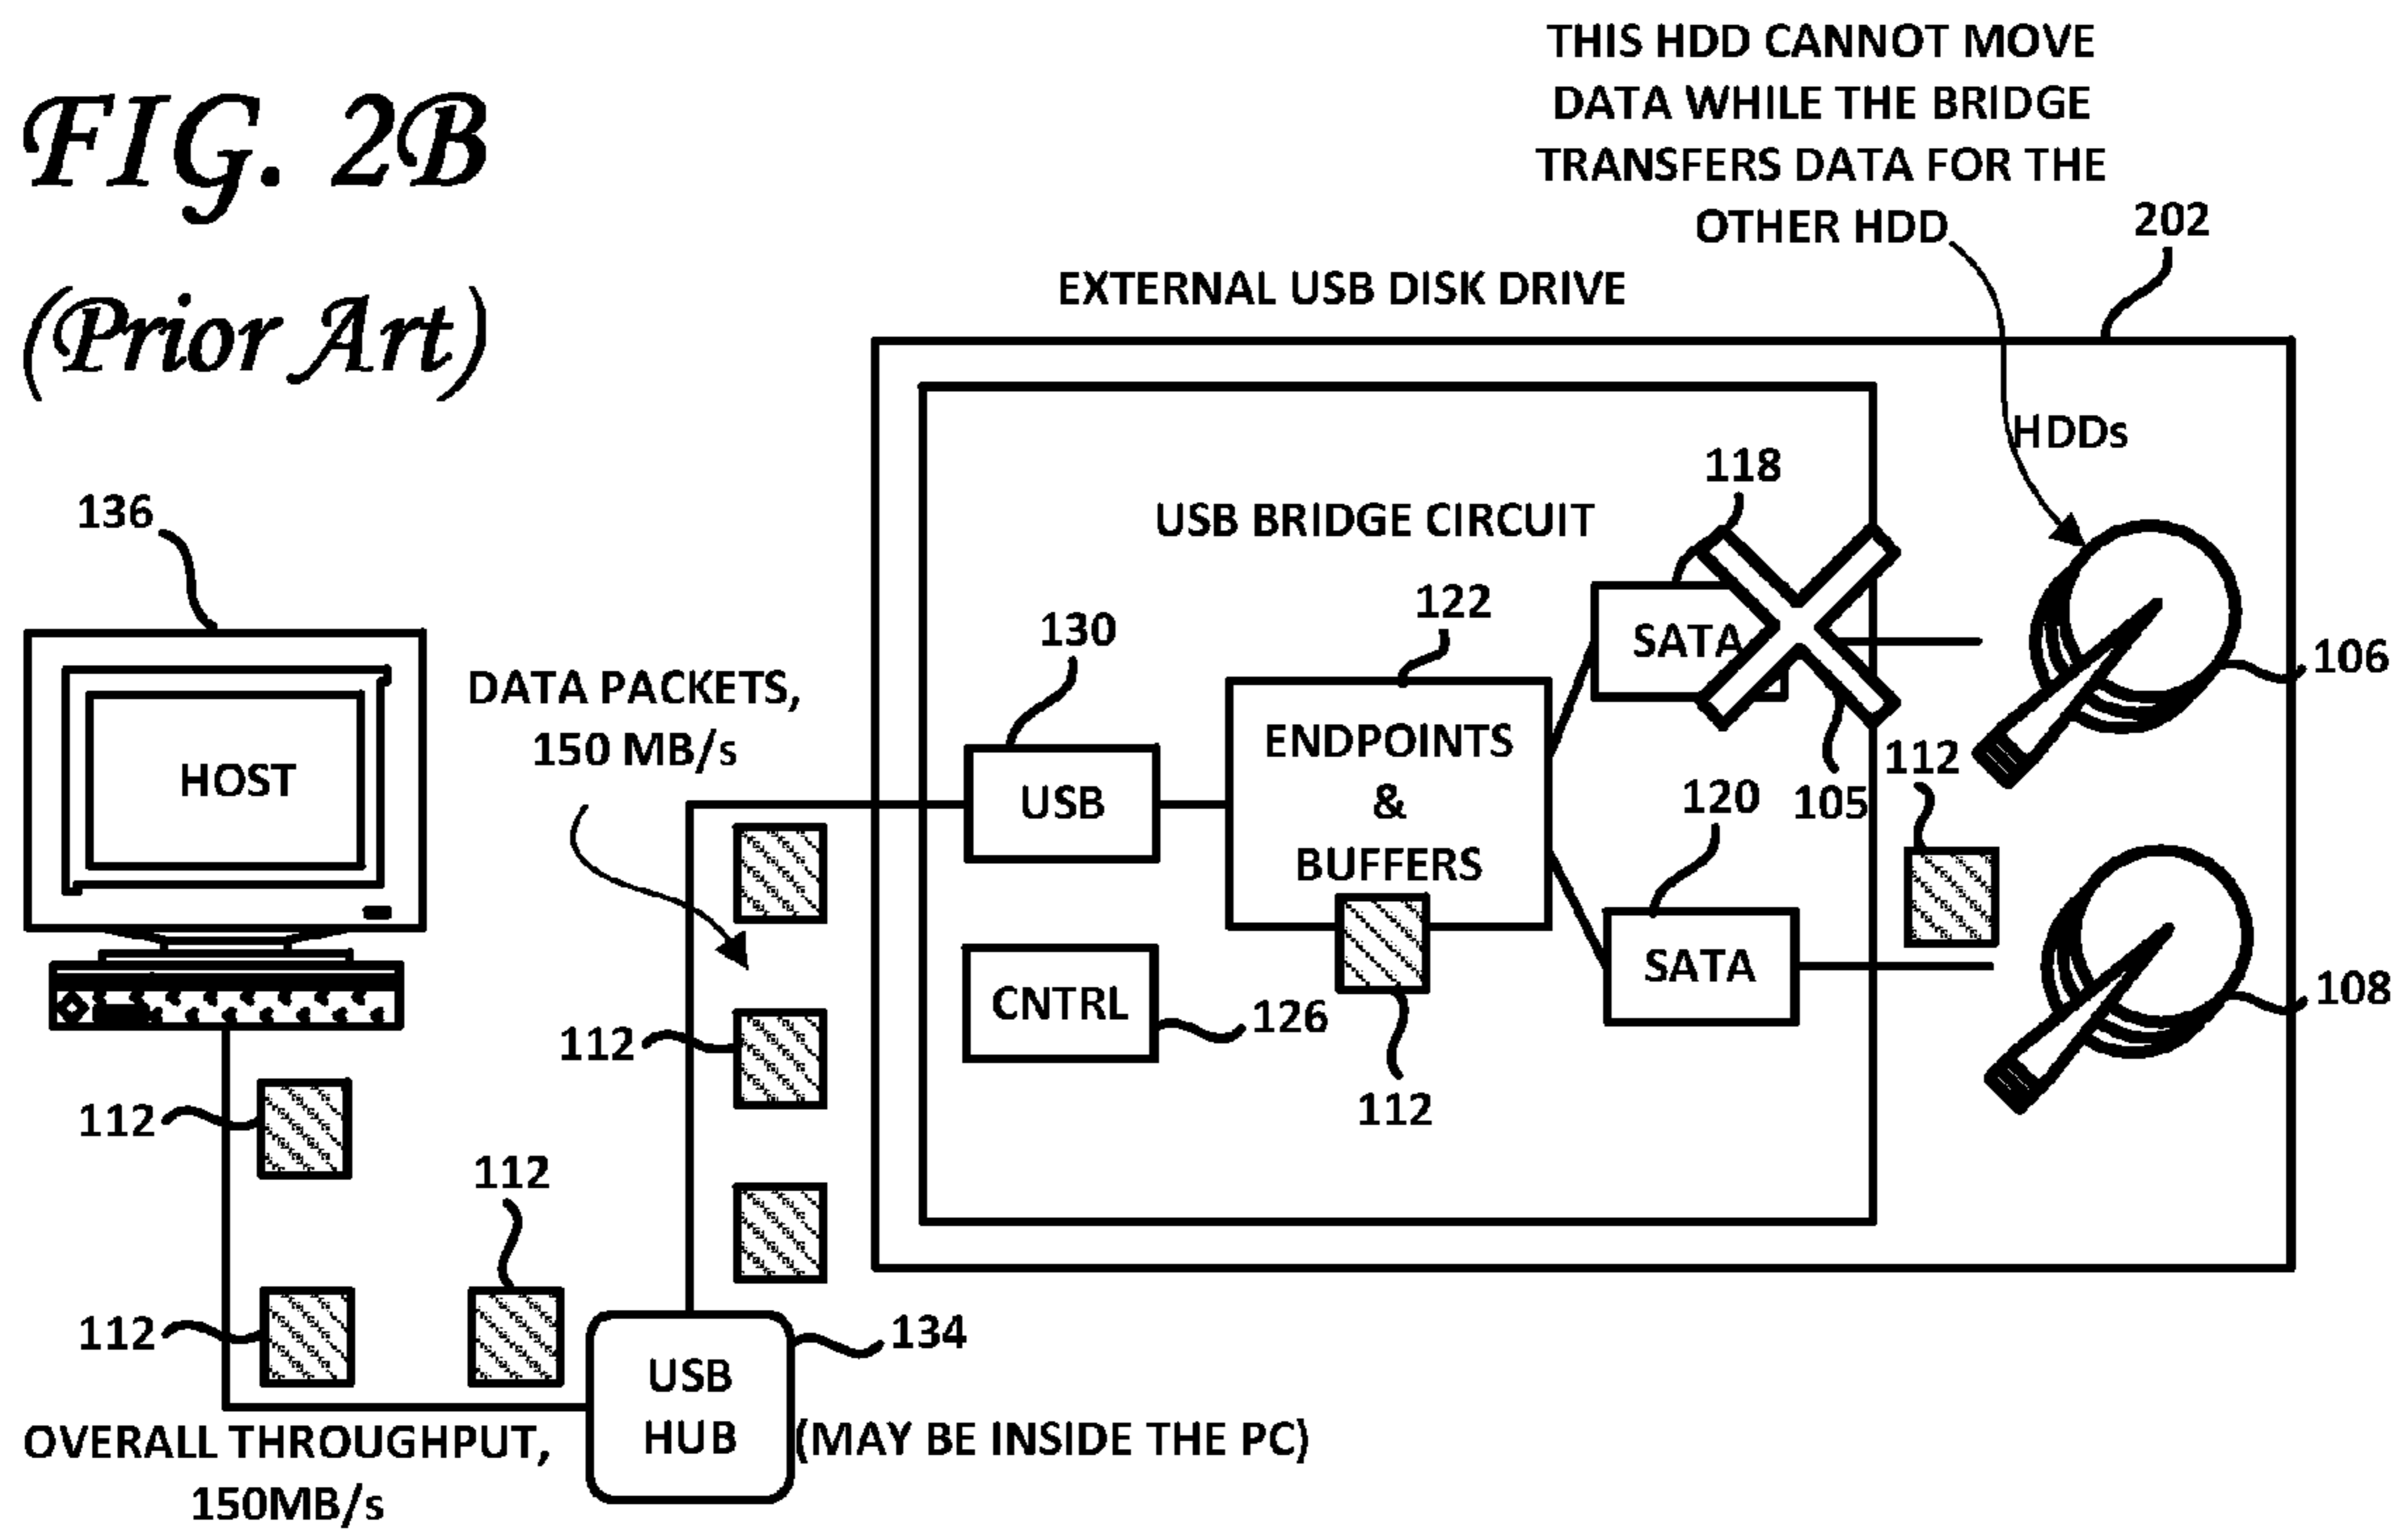 FIG. 2B
(Prior Art)
THIS HDD CANNOT MOVE
DATA WHILE THE BRIDGE
TRANSFERS DATA FOR THE
OTHER HDD
202
EXTERNAL USB DISK DRIVE
HDDs
118
136
USB BRIDGE CIRCUIT
122
130
SATA
106
DATA PACKETS,
150 MB/s
HOST
ENDPOINTS
&
BUFFERS
USB
112
120
105
SATA
108
CNTRL
126
112
112
112
112
112
134
USB
HUB
(MAY BE INSIDE THE PC)
OVERALL THROUGHPUT,
150MB/s